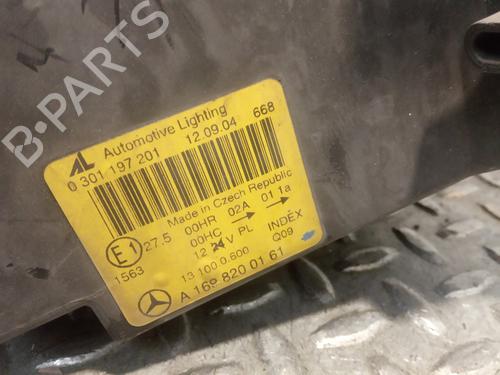 B-PARTS
AL Automotive Lighting
0 301 197 201 12.09.04 668
Made in Czech Republic
E1 27.5 00HR 02A 01 1a
00HC
12 V PL INDEX
1563 13 100 0.600 Q09
A 169 820 01 61